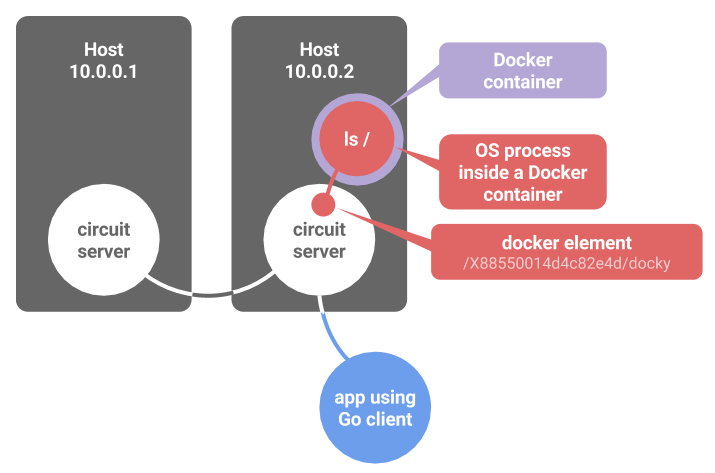 Host
10.0.0.1
Host
10.0.0.2
Docker
container
ls /
OS process
inside a Docker
container
circuit
server
circuit
server
docker element
/X88550014d4c82e4d/docky
app using
Go client